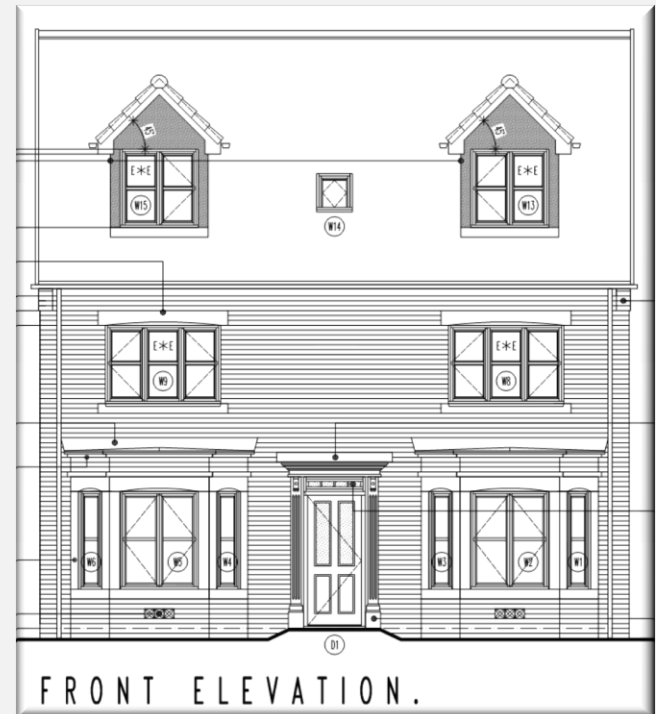 45° 45°
E*E E*E
W15 W13
W14
E*E E*E
W9 W8
W6 W5 W4 W3 W2 W1
D1
FRONT ELEVATION.